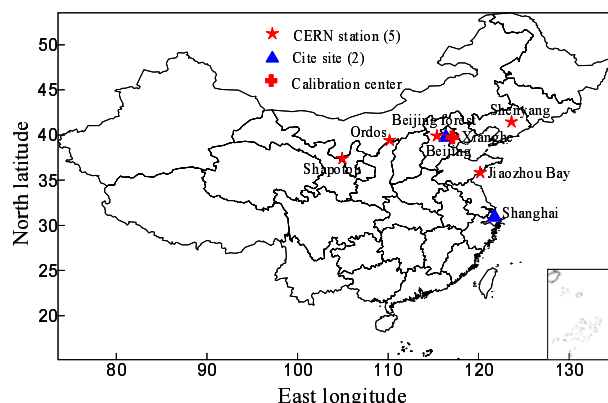 50
45
40
35
30
25
20
North latitude
CERN station (5)
Cite site (2)
Calibration center
Shenyang
Beijing forest
Ordos
Xianghe
Beijing
Shapotou
Jiaozhou Bay
Shanghai
80 90 100 110 120 130
East longitude